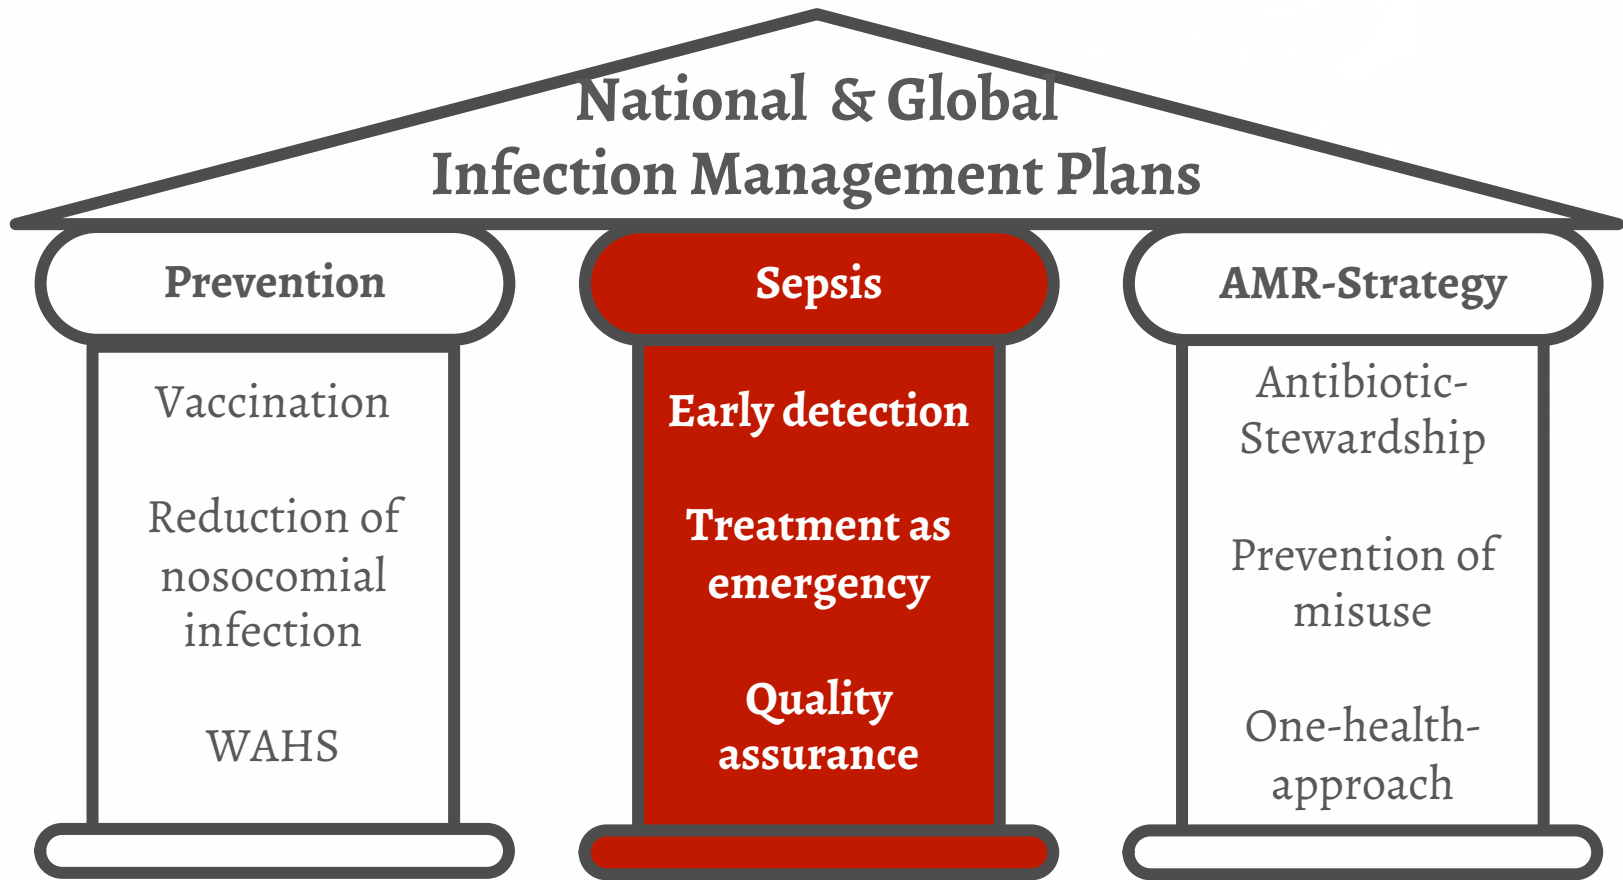 National & Global
Infection Management Plans
Prevention
Vaccination
Reduction of
nosocomial
infection
WAHS
Sepsis
Early detection
Treatment as
emergency
Quality
assurance
AMR-Strategy
Antibiotic-
Stewardship
Prevention of
misuse
One-health-
approach